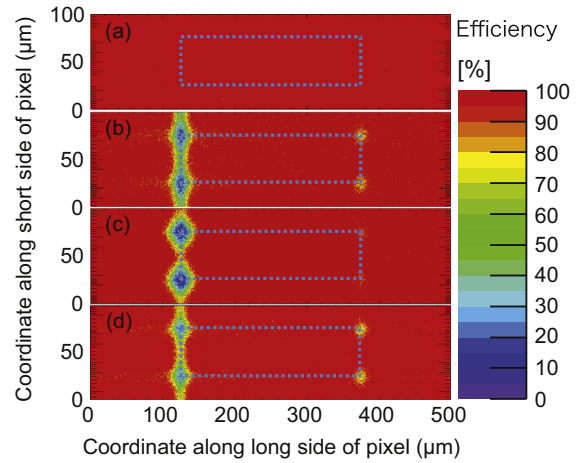 Efficiency
[%]
100
90
80
70
60
50
40
30
20
10
0
Coordinate along short side of pixel (µm)
100
50
0
(a)
50
0
(b)
50
0
(c)
50
0
(d)
0 100 200 300 400 500
Coordinate along long side of pixel (µm)